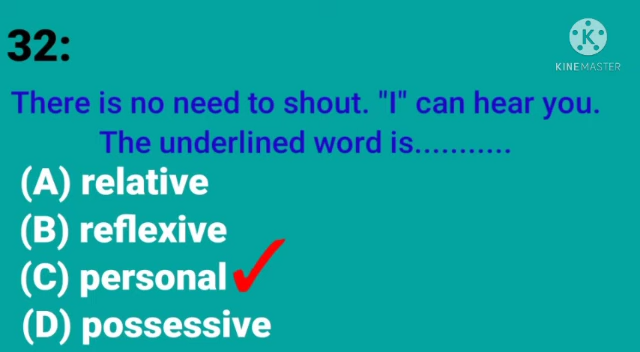 32:
KINEMASTER
There is no need to shout. "I" can hear you.
The underlined word is...........
(A) relative
(B) reflexive
(C) personal
(D) possessive